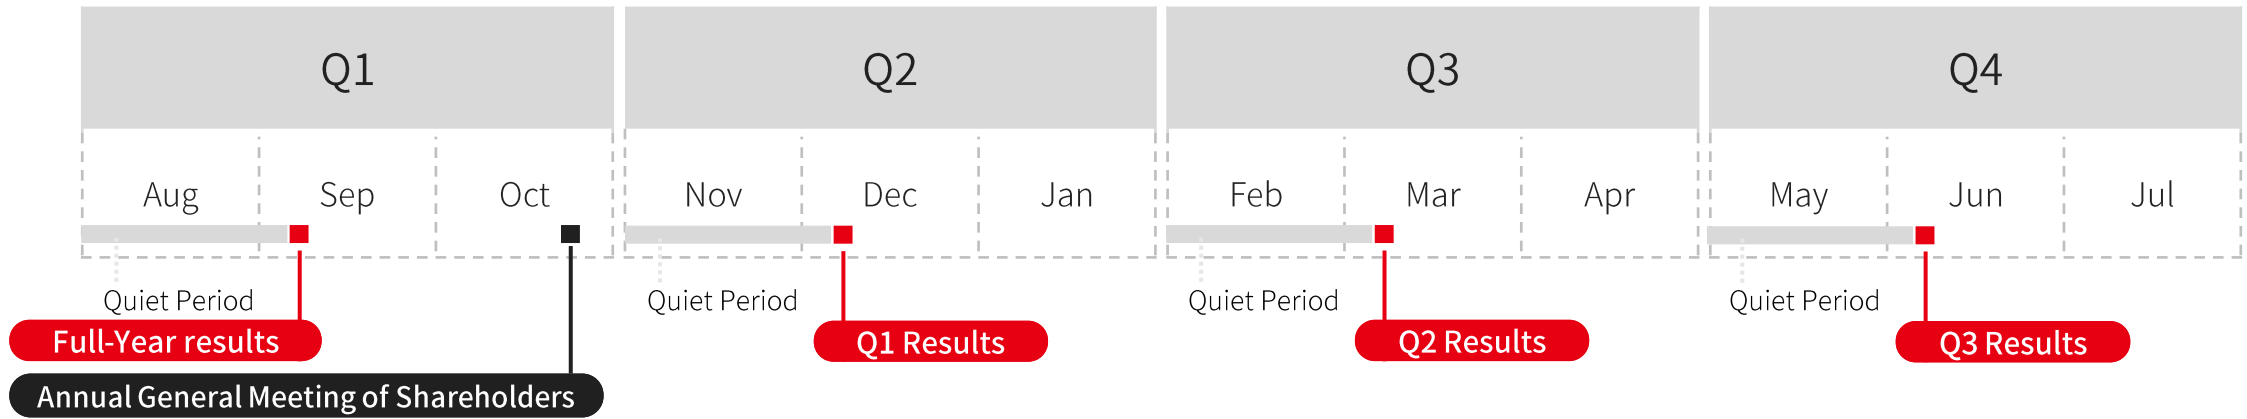 Q1 Q2 Q3 Q4
Aug Sep Oct Nov Dec Jan Feb Mar Apr May Jun Jul
Quiet Period Quiet Period Quiet Period Quiet Period
Full-Year results Q1 Results Q2 Results Q3 Results
Annual General Meeting of Shareholders